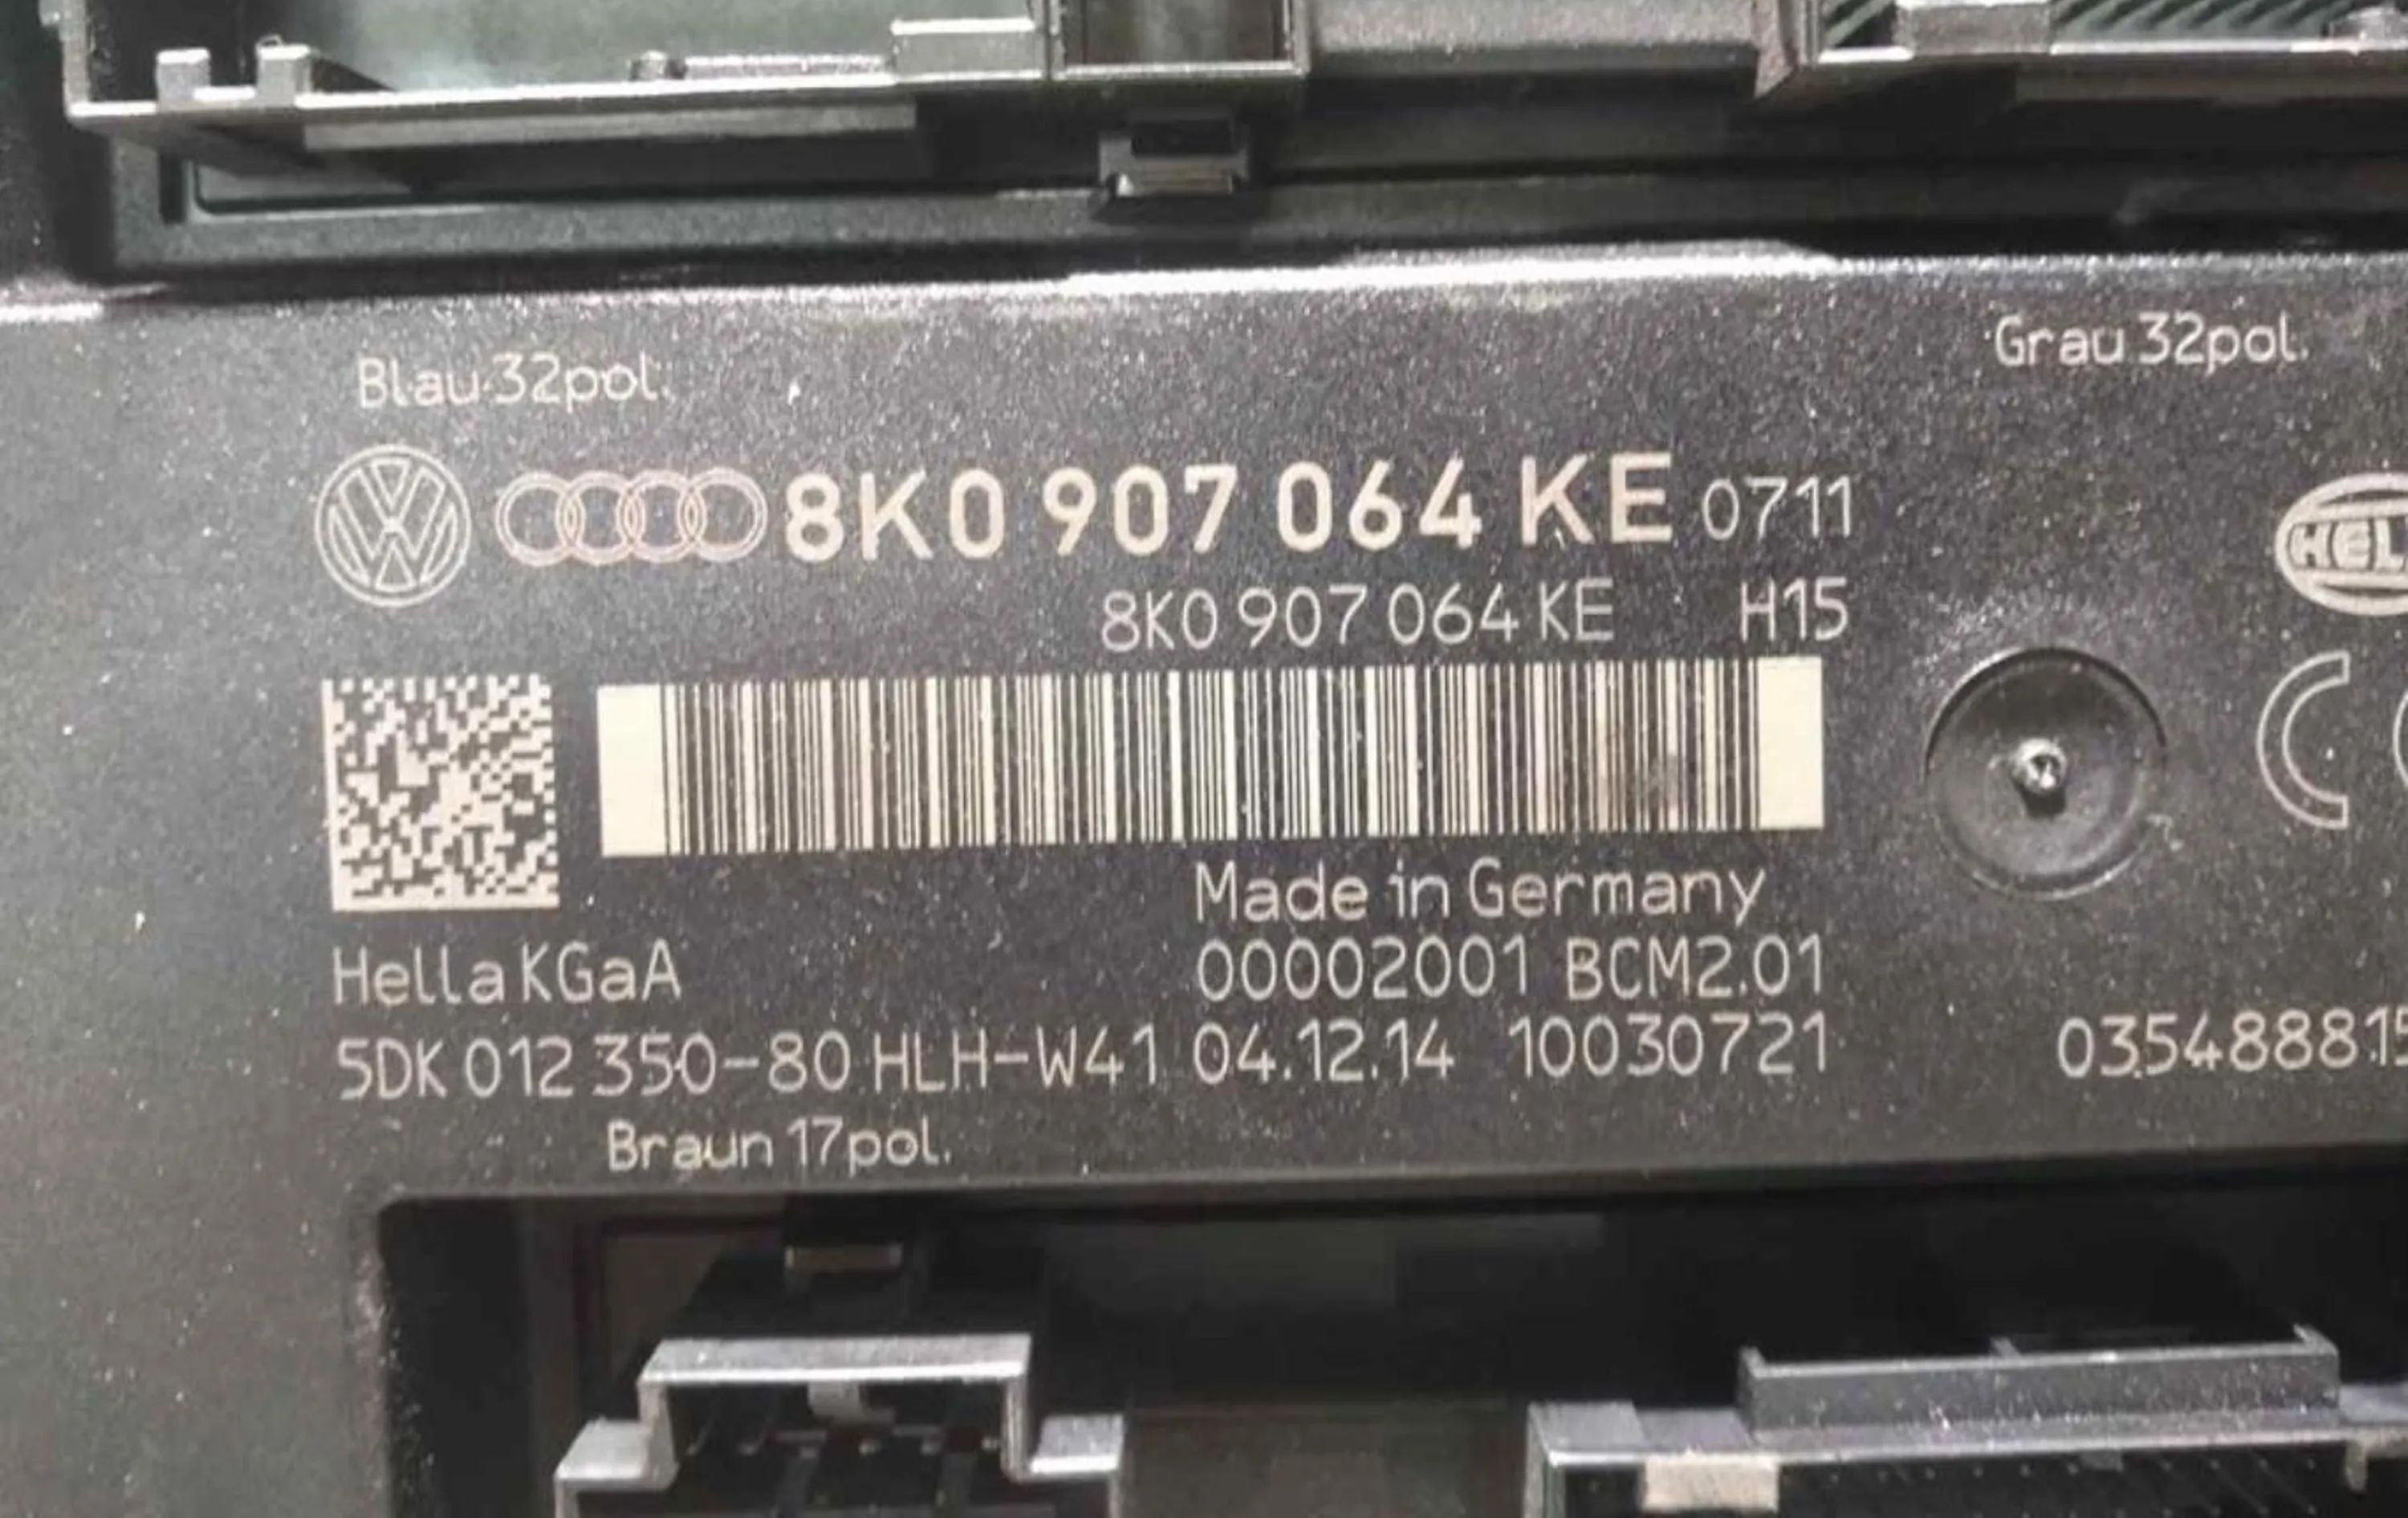 Blau 32pol.
Grau 32pol.
8K0 907 064 KE 0711
8K0 907 064 KE H15
Made in Germany
Hella KGaA
00002001 BCM2.01
5DK 012 350-80 HLH-W41 04.12.14 10030721
Braun 17pol.